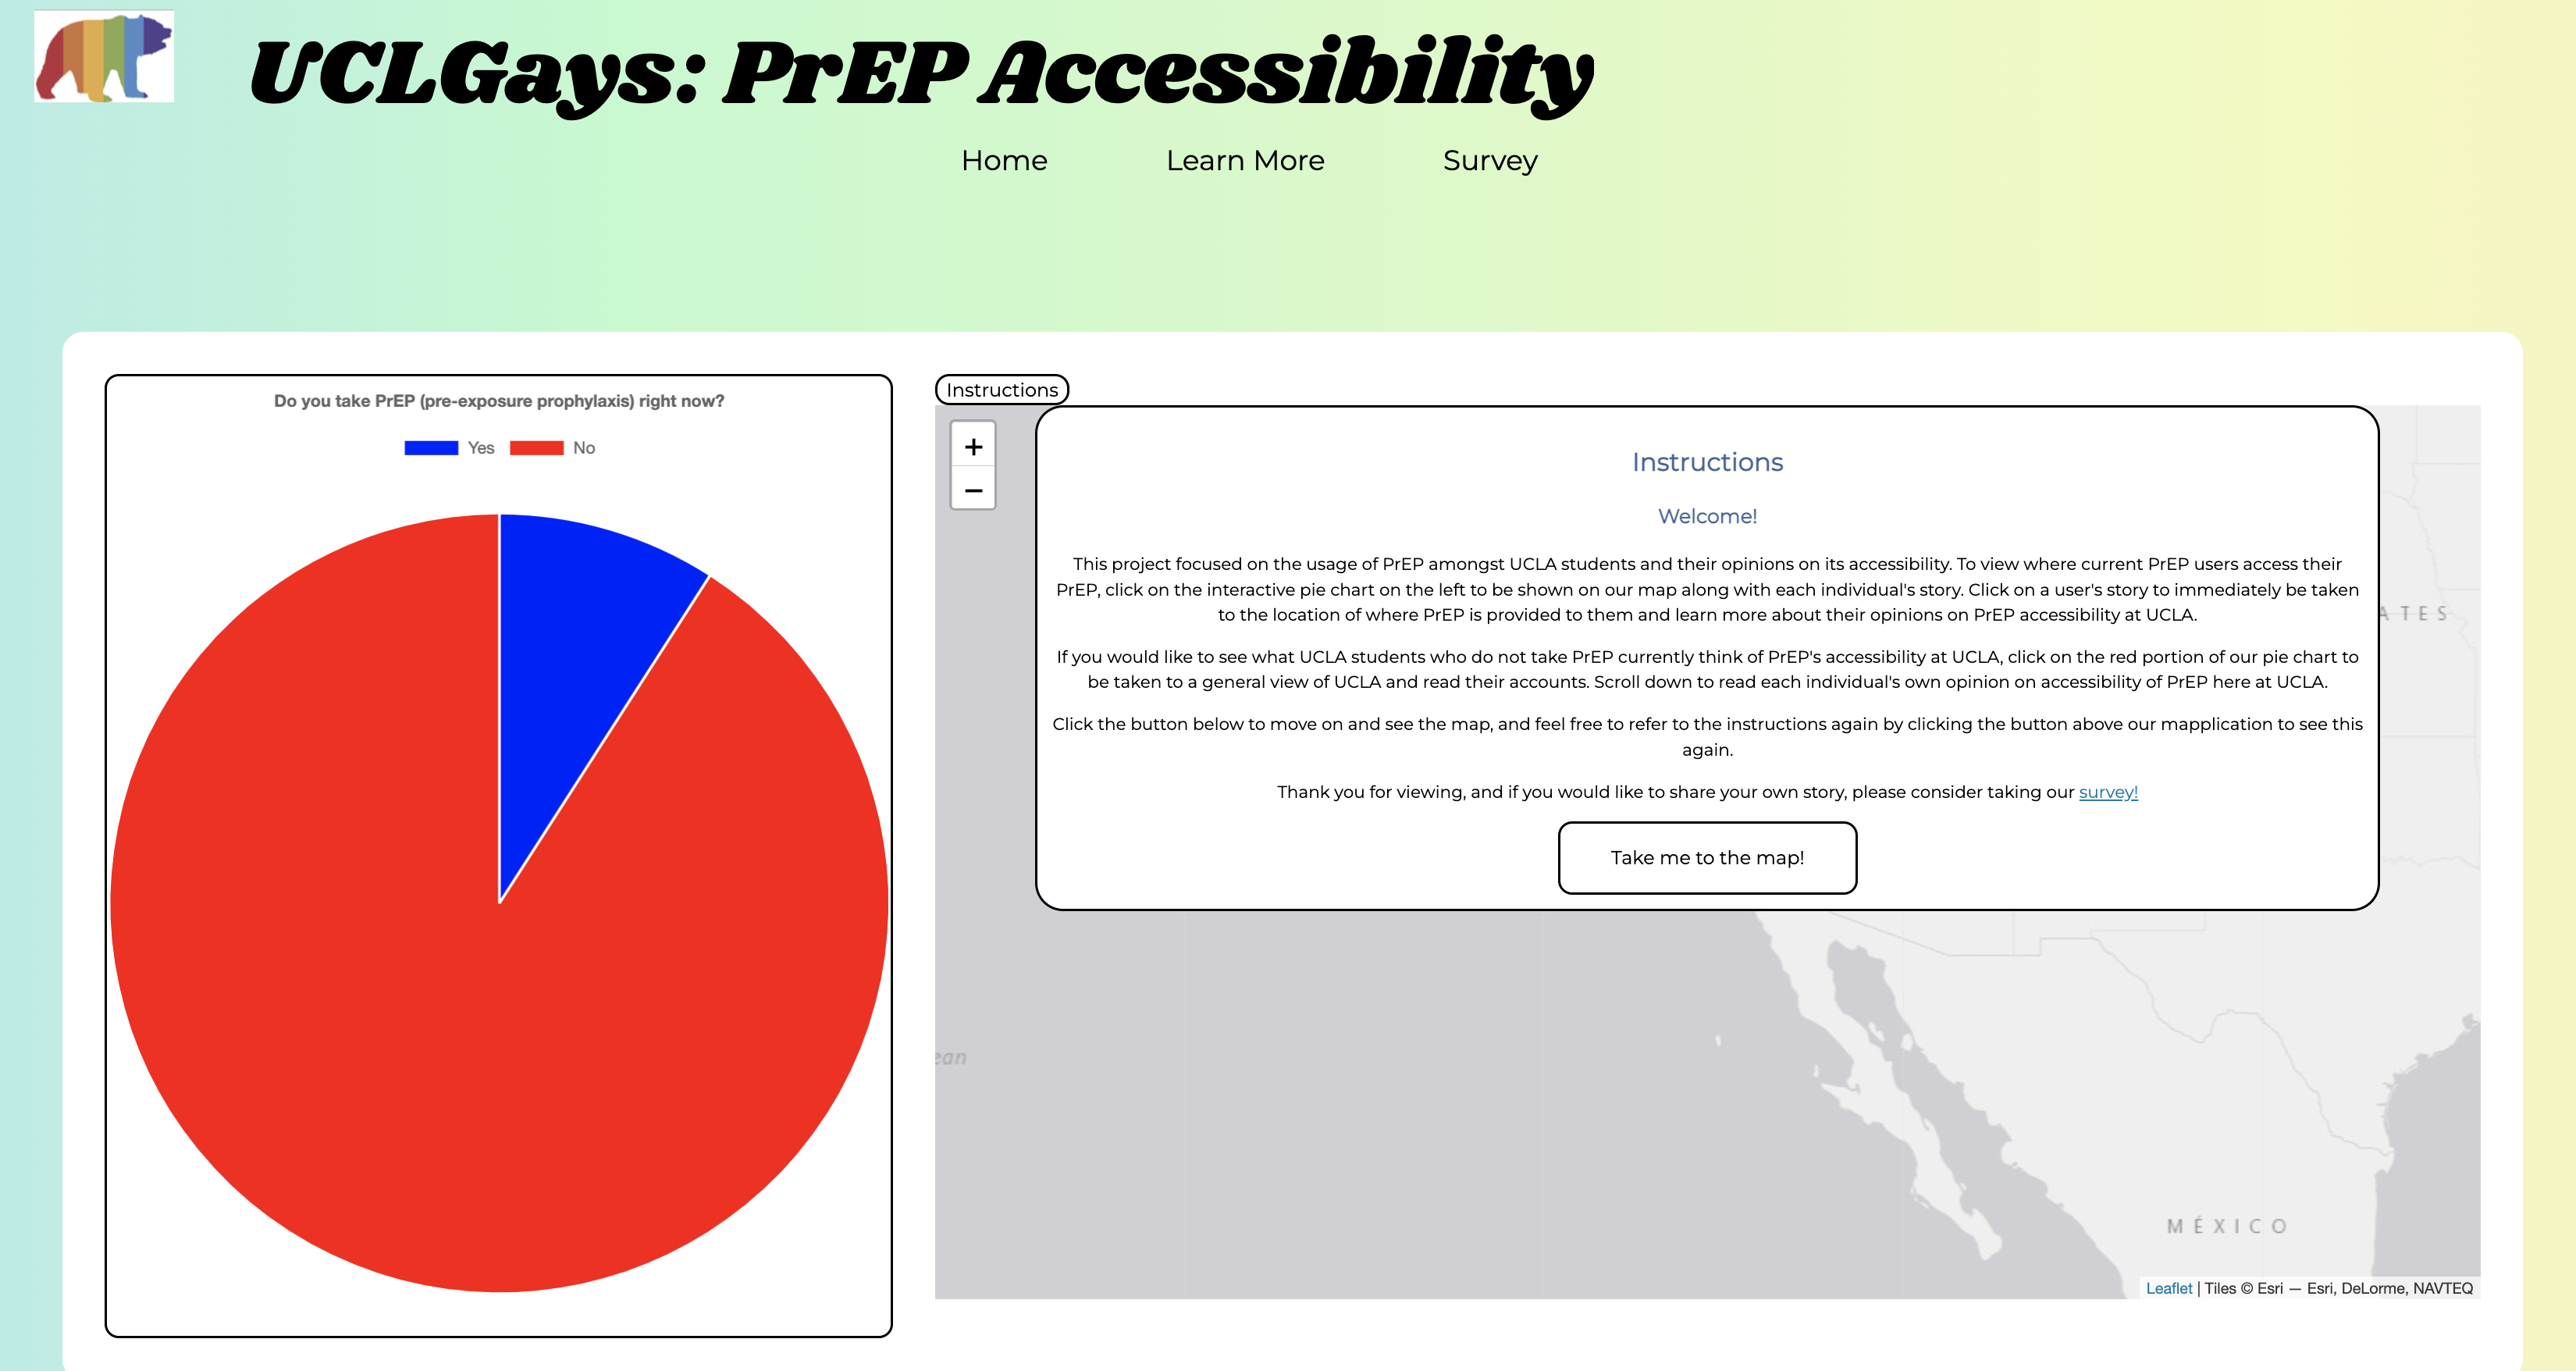 UCLGays: PrEP Accessibility
Home Learn More Survey
Do you take PrEP (pre-exposure prophylaxis) right now?
Yes No
Instructions
+
−
Instructions
Welcome!
This project focused on the usage of PrEP amongst UCLA students and their opinions on its accessibility. To view where current PrEP users access their
PrEP, click on the interactive pie chart on the left to be shown on our map along with each individual's story. Click on a user's story to immediately be taken
to the location of where PrEP is provided to them and learn more about their opinions on PrEP accessibility at UCLA.
If you would like to see what UCLA students who do not take PrEP currently think of PrEP's accessibility at UCLA, click on the red portion of our pie chart to
be taken to a general view of UCLA and read their accounts. Scroll down to read each individual's own opinion on accessibility of PrEP here at UCLA.
Click the button below to move on and see the map, and feel free to refer to the instructions again by clicking the button above our mapplication to see this
again.
Thank you for viewing, and if you would like to share your own story, please consider taking our survey!
Take me to the map!
ATES
ean
MÉXICO
Leaflet | Tiles © Esri — Esri, DeLorme, NAVTEQ